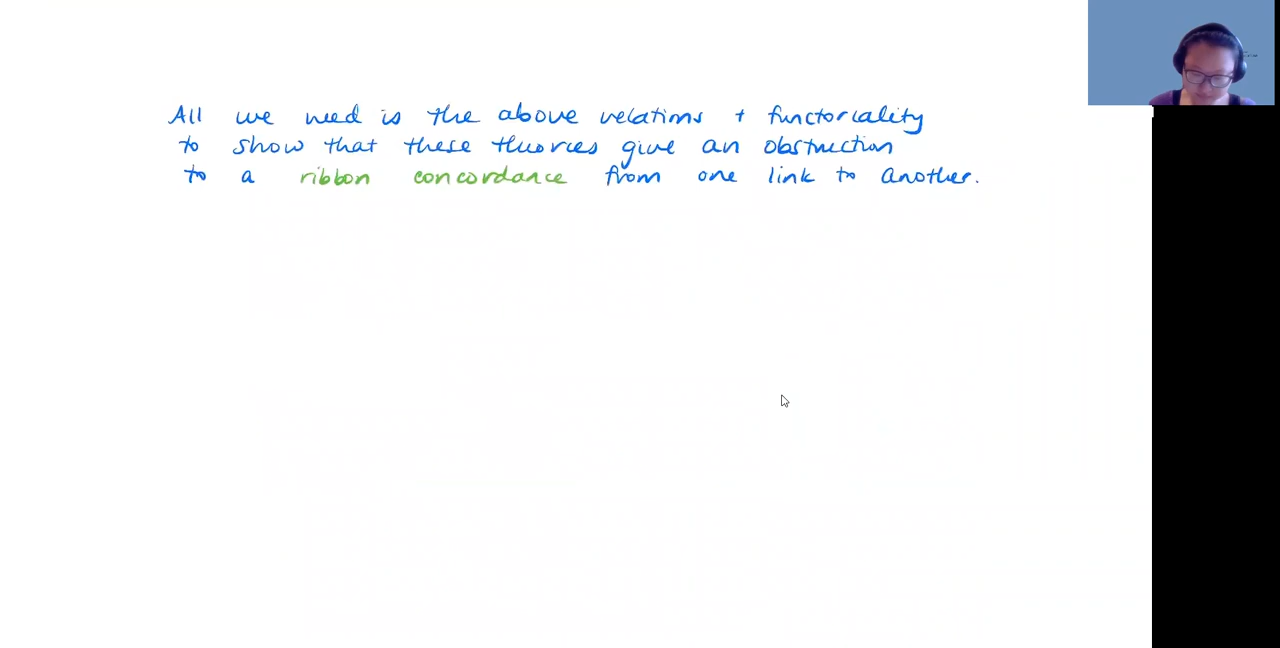 All we need is the above relations + functoriality
to show that these theories give an obstruction
to a ribbon concordance from one link to another.